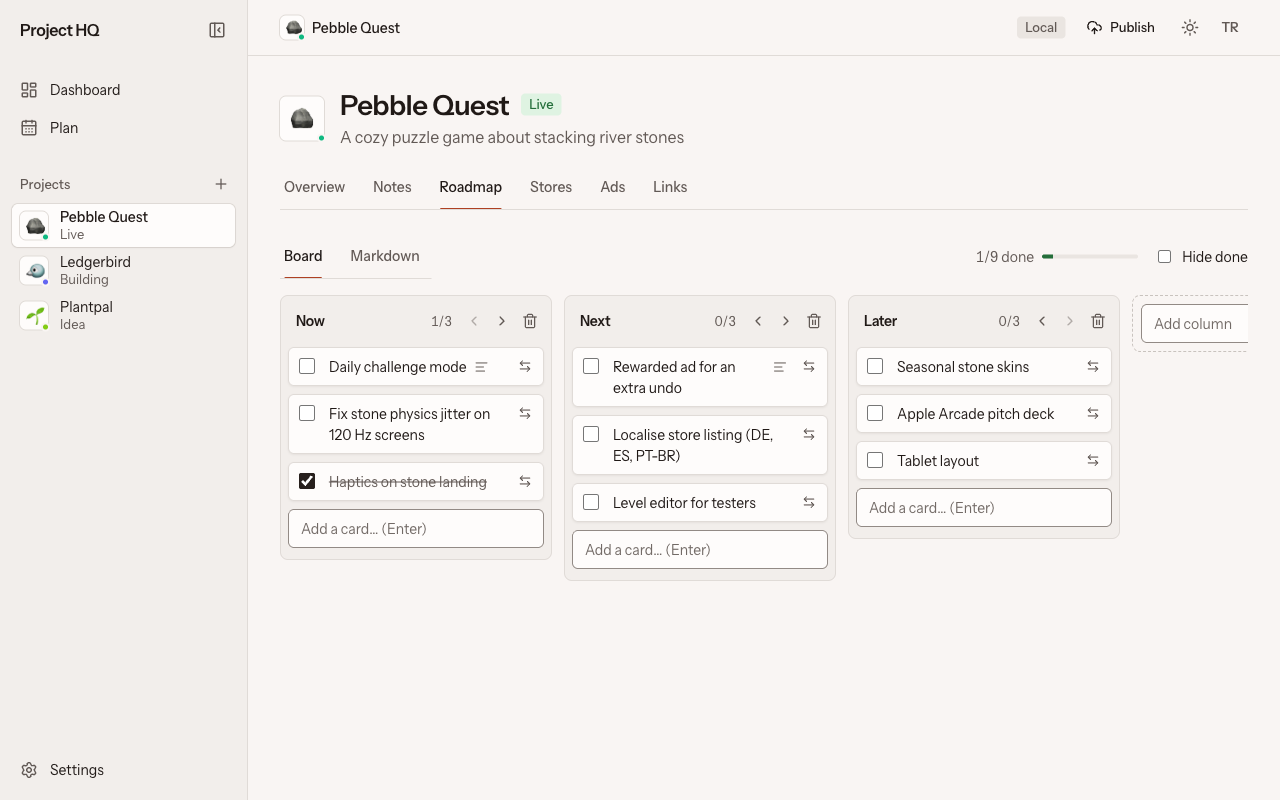 Project HQ
Dashboard
Plan
Projects
Pebble Quest
Live
Ledgerbird
Building
Plantpal
Idea
Settings
Pebble Quest
Local
Publish
TR
Pebble Quest
Live
A cozy puzzle game about stacking river stones
Overview
Notes
Roadmap
Stores
Ads
Links
Board
Markdown
1/9 done
Hide done
Now
1/3
Daily challenge mode
Fix stone physics jitter on
120 Hz screens
Haptics on stone landing
Add a card... (Enter)
Next
0/3
Rewarded ad for an
extra undo
Localise store listing (DE,
ES, PT-BR)
Level editor for testers
Add a card... (Enter)
Later
0/3
Seasonal stone skins
Apple Arcade pitch deck
Tablet layout
Add a card... (Enter)
Add column